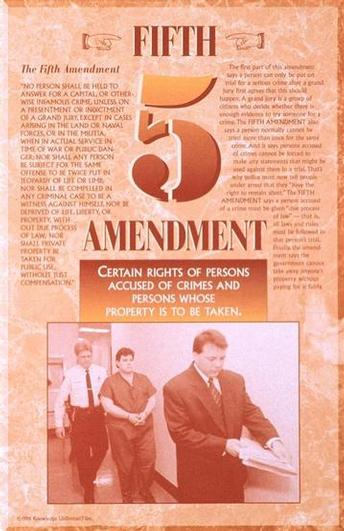 FIFTH
5
AMENDMENT
The Fifth Amendment
"NO PERSON SHALL BE HELD TO
ANSWER FOR A CAPITAL, OR OTHER-
WISE INFAMOUS CRIME, UNLESS ON
A PRESENTMENT OR INDICTMENT
OF A GRAND JURY, EXCEPT IN CASES
ARISING IN THE LAND OR NAVAL
FORCES, OR IN THE MILITIA,
WHEN IN ACTUAL SERVICE IN
TIME OF WAR OR PUBLIC DAN-
GER; NOR SHALL ANY PERSON
BE SUBJECT FOR THE SAME
OFFENSE TO BE TWICE PUT IN
JEOPARDY OF LIFE OR LIMB;
NOR SHALL BE COMPELLED IN
ANY CRIMINAL CASE TO BE A
WITNESS AGAINST HIMSELF, NOR BE
DEPRIVED OF LIFE, LIBERTY, OR
PROPERTY, WITH-
OUT DUE PROCESS
OF LAW; NOR
SHALL PRIVATE
PROPERTY BE
TAKEN FOR
PUBLIC USE,
WITHOUT JUST
COMPENSATION."
The first part of this amendment
says a person can only be put on
trial for a serious crime after a grand
jury first agrees that this should
happen. A grand jury is a group of
citizens who decide whether there is
enough evidence to try someone for a
crime. The FIFTH AMENDMENT also
says a person normally cannot be
tried more than once for the same
crime. And it says persons accused
of crimes cannot be forced to
make any statements that might be
used against them in a trial. That's
why police must now tell people
under arrest that they "have the
right to remain silent." The FIFTH
AMENDMENT says a person accused
of a crime must be given "due process
of law" — that is,
all laws and rules
must be followed in
that person's trial.
Finally, the amend-
ment says the
government cannot
take away anyone's
property without
paying for it fairly.
CERTAIN RIGHTS OF PERSONS
ACCUSED OF CRIMES AND
PERSONS WHOSE
PROPERTY IS TO BE TAKEN.
Knowledge Unlimited, Inc.